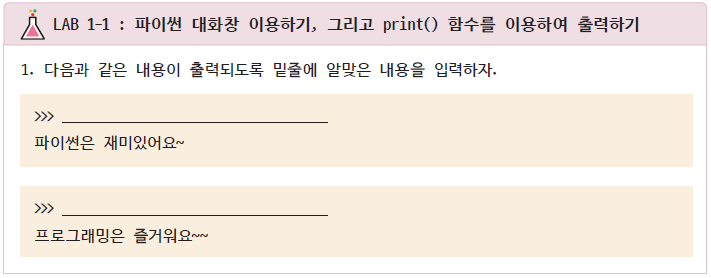 LAB 1-1 : 파이썬 대화창 이용하기, 그리고 print() 함수를 이용하여 출력하기
1. 다음과 같은 내용이 출력되도록 밑줄에 알맞은 내용을 입력하자.
>>> ______________________________
파이썬은 재미있어요~
>>> ______________________________
프로그래밍은 즐거워요~~